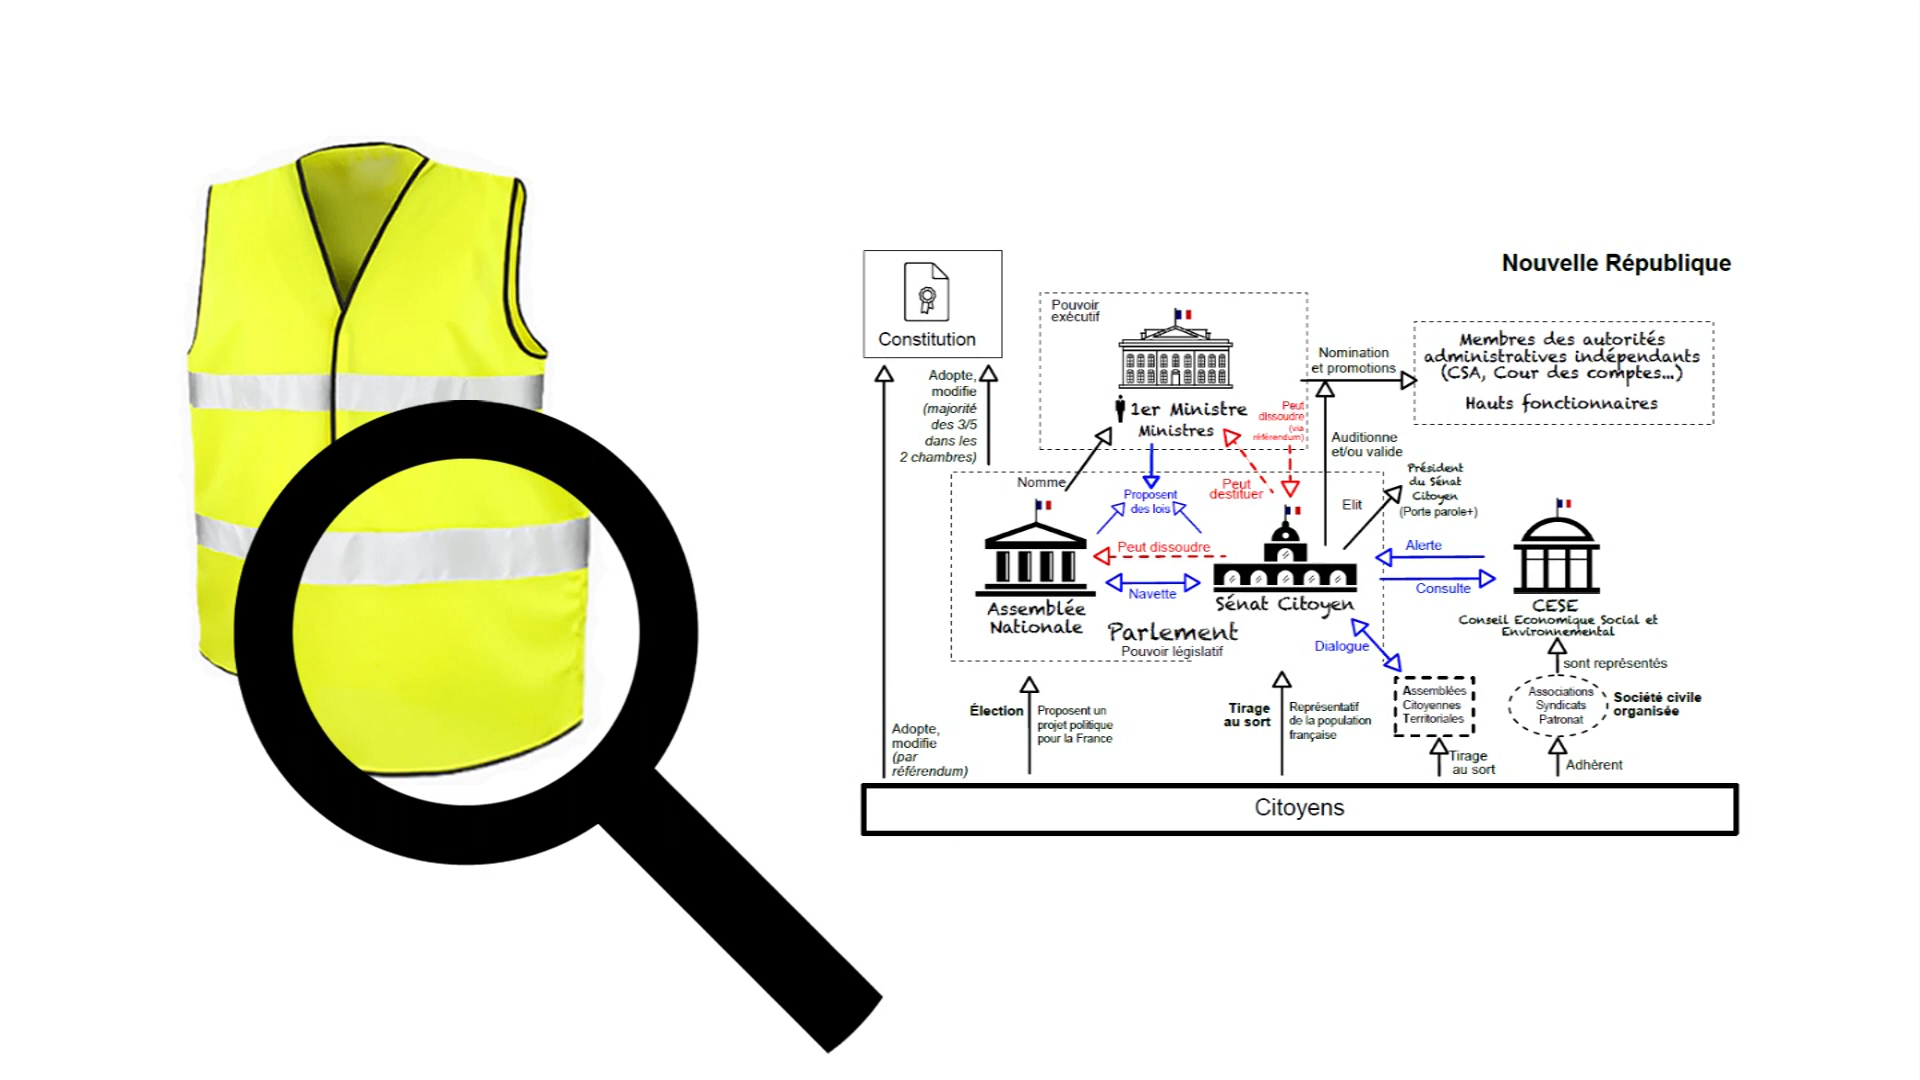 Nouvelle République
Constitution
Adopte,
modifie
(majorité
des 3/5
dans les
2 chambres)
Pouvoir
exécutif
1er Ministre
Ministres
Peut
dissoudre
(via
référendum)
Nomination
et promotions
Membres des autorités
administratives indépendants
(CSA, Cour des comptes...)
Hauts fonctionnaires
Auditionne
et/ou valide
Nomme
Proposent
des lois
Peut
destituer
Elit
Président
du Sénat
Citoyen
(Porte parole+)
Peut dissoudre
Navette
Assemblée
Nationale
Sénat Citoyen
Parlement
Pouvoir législatif
Alerte
Consulte
CESE
Conseil Economique Social et
Environnemental
Dialogue
sont représentés
Assemblées
Citoyennes
Territoriales
Associations
Syndicats
Patronat
Société civile
organisée
Adopte,
modifie
(par
référendum)
Élection
Proposent un
projet politique
pour la France
Tirage
au sort
Représentatif
de la population
française
Tirage
au sort
Adhèrent
Citoyens